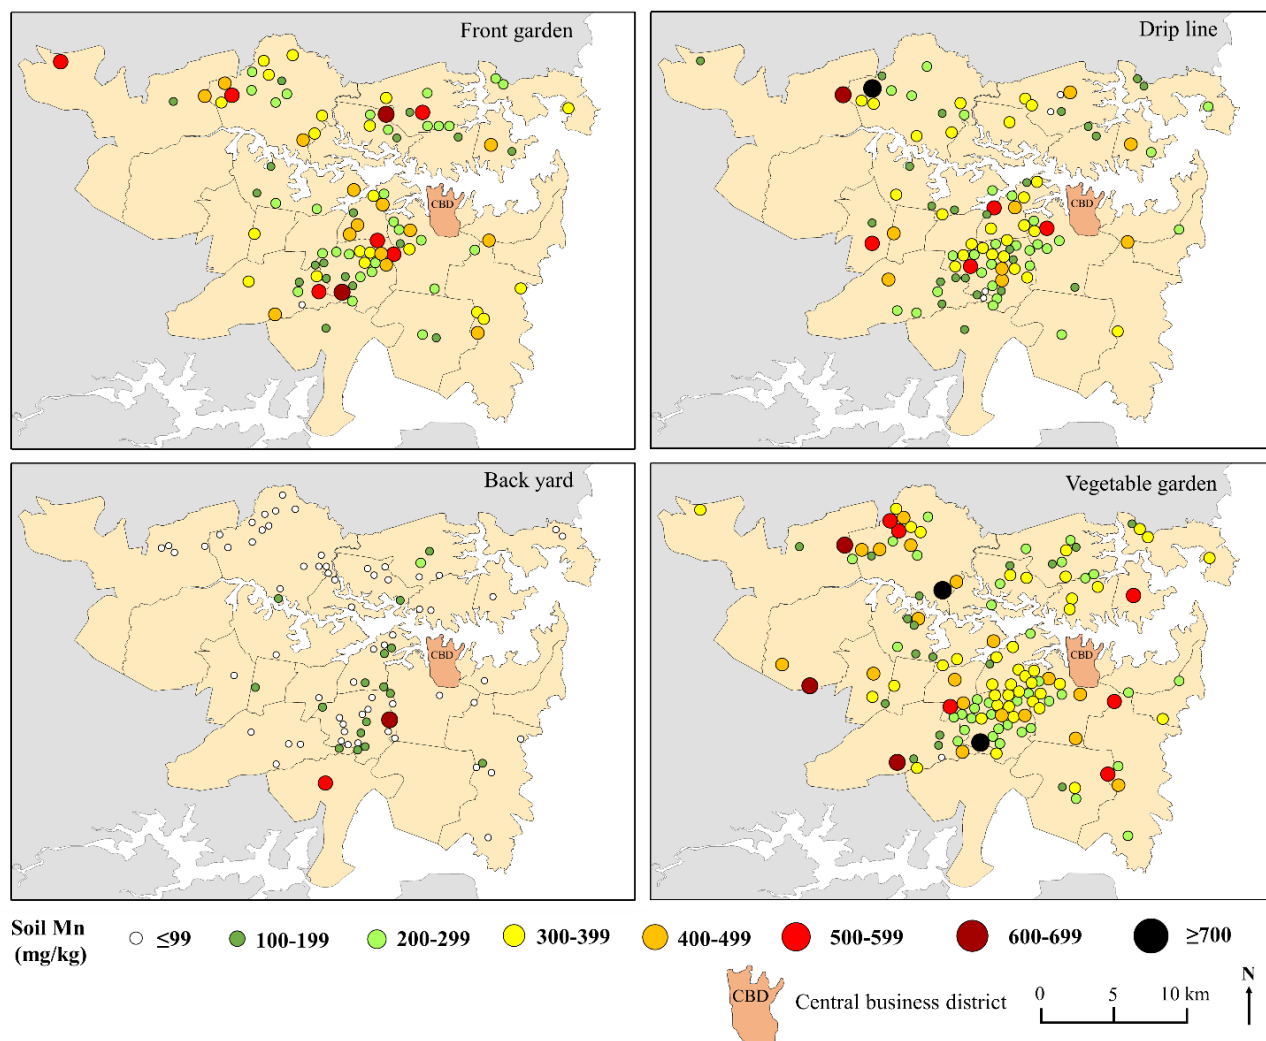 Front garden
Drip line
CBD
CBD
Back yard
Vegetable garden
CBD
CBD
Soil Mn
(mg/kg)
≤99
100-199
200-299
300-399
400-499
500-599
600-699
≥700
CBD
Central business district
0
5
10 km
N